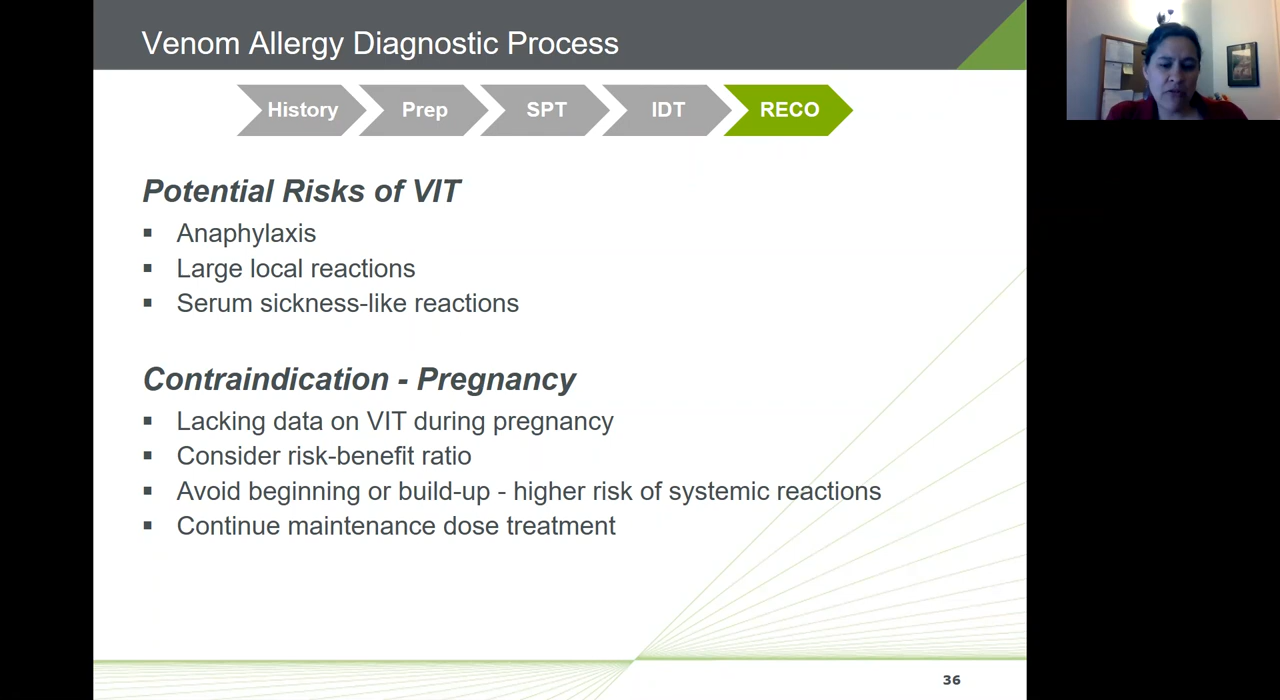 Venom Allergy Diagnostic Process
History Prep SPT IDT RECO
Potential Risks of VIT
▪ Anaphylaxis
▪ Large local reactions
▪ Serum sickness-like reactions
Contraindication - Pregnancy
▪ Lacking data on VIT during pregnancy
▪ Consider risk-benefit ratio
▪ Avoid beginning or build-up - higher risk of systemic reactions
▪ Continue maintenance dose treatment
36